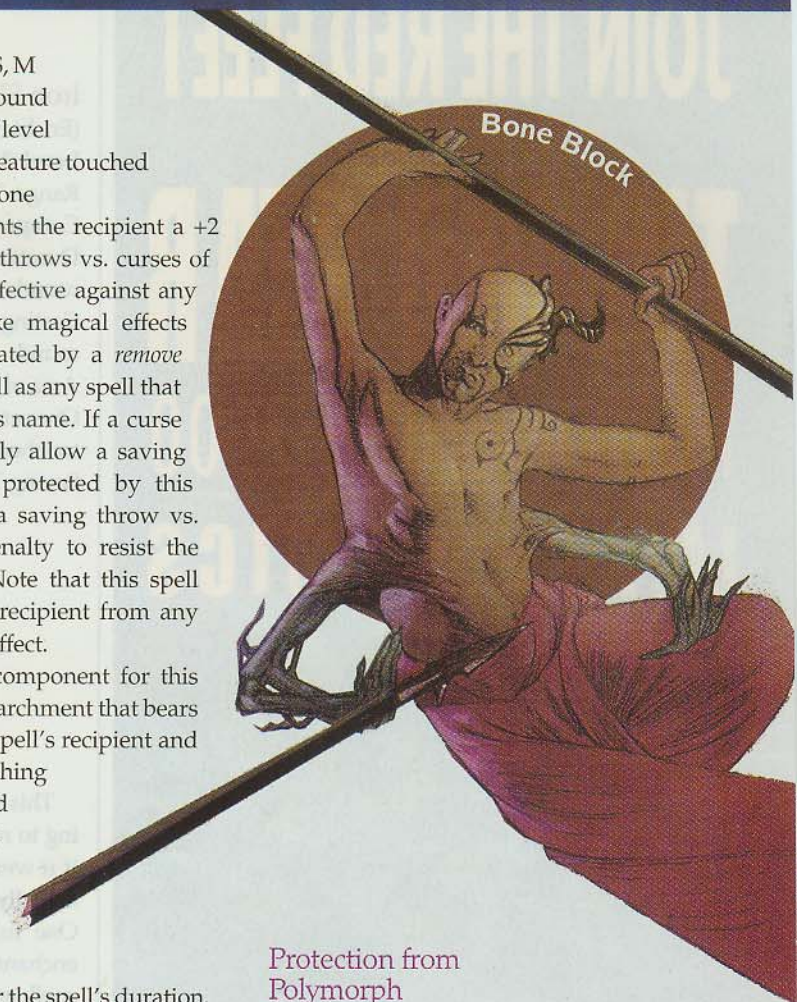 S, M
ound
level
eature touched
one
nts the recipient a +2
throws vs. curses of
fective against any
ke magical effects
ated by a remove
ll as any spell that
s name. If a curse
ly allow a saving
protected by this
a saving throw vs.
enalty to resist the
Note that this spell
recipient from any
ffect.
component for this
archment that bears
pell's recipient and
hing
d
r the spell's duration,
Bone Block
Protection from
Polymorph